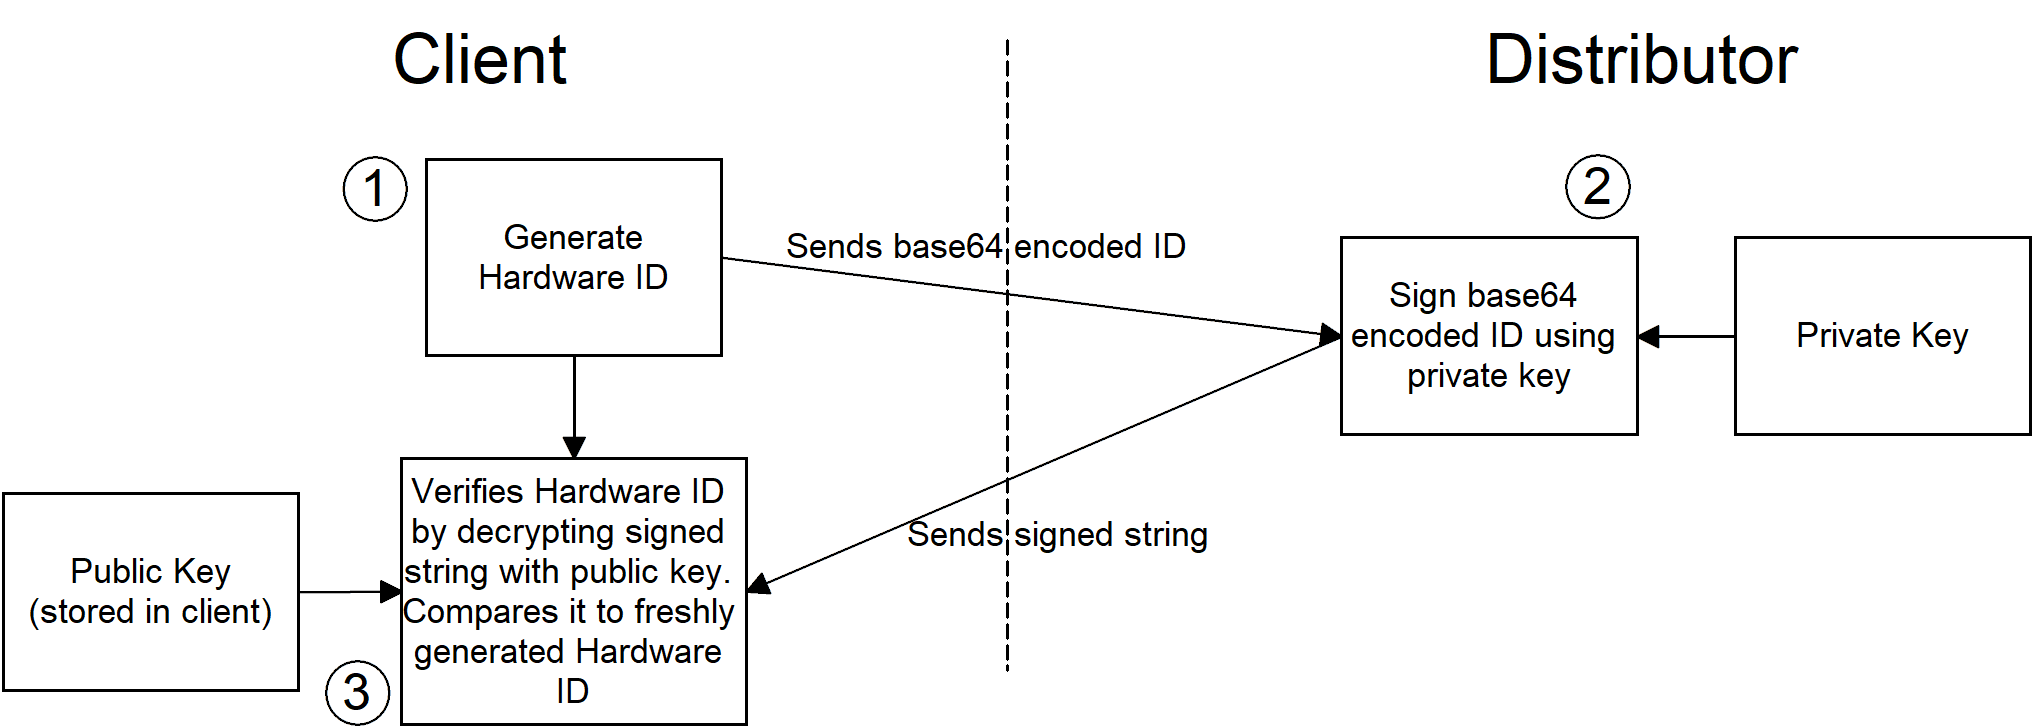 Client
Distributor
1
Generate
Hardware ID
Sends base64 encoded ID
2
Sign base64
encoded ID using
private key
Private Key
Sends signed string
Public Key
(stored in client)
3
Verifies Hardware ID
by decrypting signed
string with public key.
Compares it to freshly
generated Hardware
ID